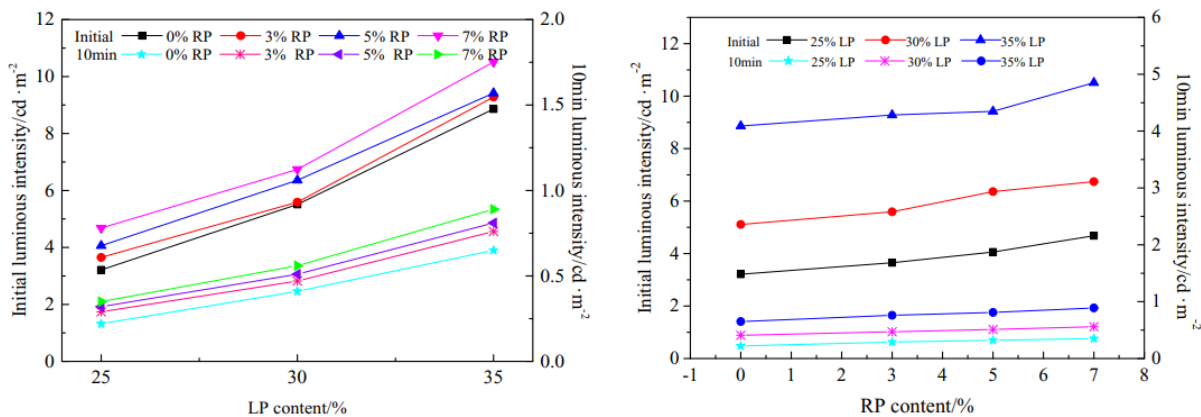 12
10
8
6
4
2
0
Initial luminous intensity/cd · m⁻²
Initial 0% RP 3% RP 5% RP 7% RP
10min 0% RP 3% RP 5% RP 7% RP
2.0
1.5
1.0
0.5
0.0
10min luminous intensity/cd · m⁻²
25 30 35
LP content/%
12
10
8
6
4
2
0
Initial luminous intensity/cd · m⁻²
Initial 25% LP 30% LP 35% LP
10min 25% LP 30% LP 35% LP
6
5
4
3
2
1
0
10min luminous intensity/cd · m⁻²
-1 0 1 2 3 4 5 6 7 8
RP content/%